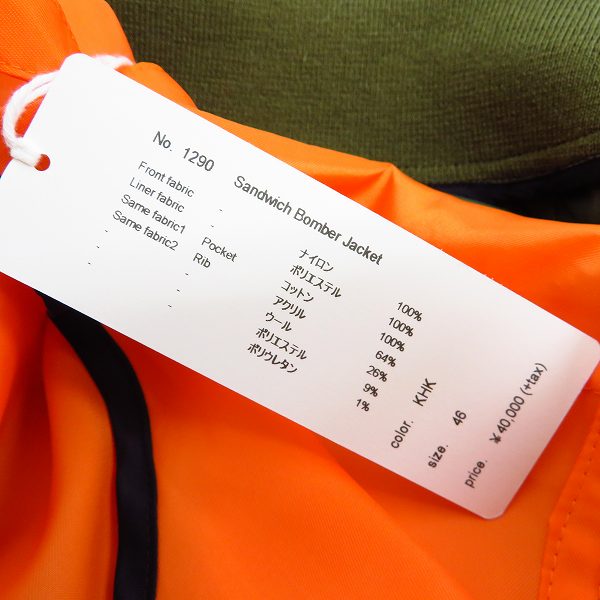 No. 1290 Sandwich Bomber Jacket
Front fabric - ナイロン 100%
Liner fabric - ポリエステル 100%
Same fabric1 Pocket コットン 100%
Same fabric2 Rib アクリル 64%
- - ウール 26%
- - ポリエステル 9%
- - ポリウレタン 1%
color. KHK
size. 46
price. ¥40,000 (+tax)